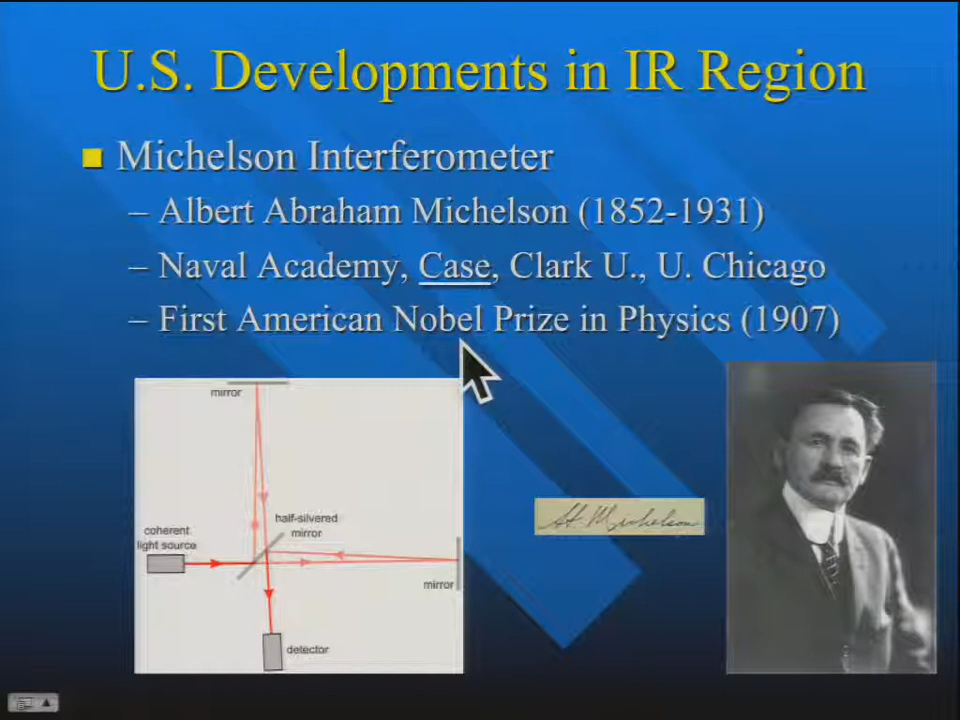 U.S. Developments in IR Region
Michelson Interferometer
– Albert Abraham Michelson (1852-1931)
– Naval Academy, Case, Clark U., U. Chicago
– First American Nobel Prize in Physics (1907)
mirror
half-silvered
mirror
coherent
light source
mirror
detector
A. Michelson